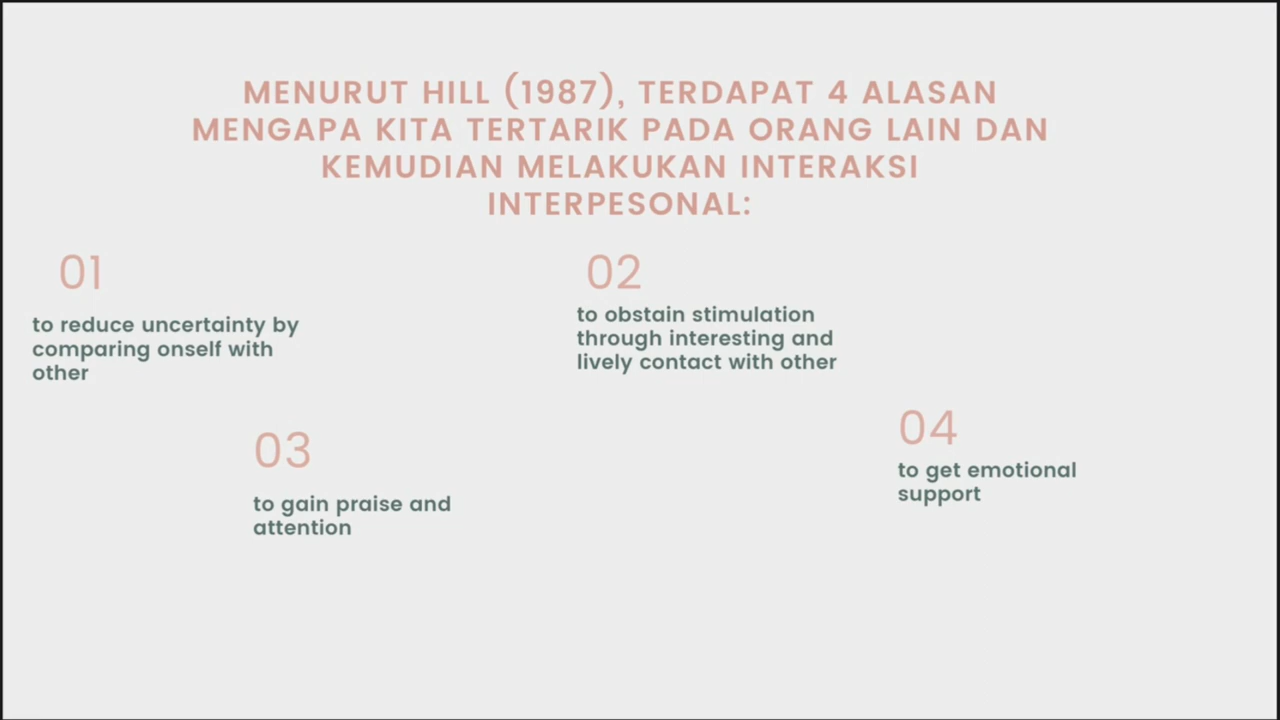 MENURUT HILL (1987), TERDAPAT 4 ALASAN
MENGAPA KITA TERTARIK PADA ORANG LAIN DAN
KEMUDIAN MELAKUKAN INTERAKSI
INTERPESONAL:
01
to reduce uncertainty by
comparing onself with
other
02
to obstain stimulation
through interesting and
lively contact with other
03
to gain praise and
attention
04
to get emotional
support